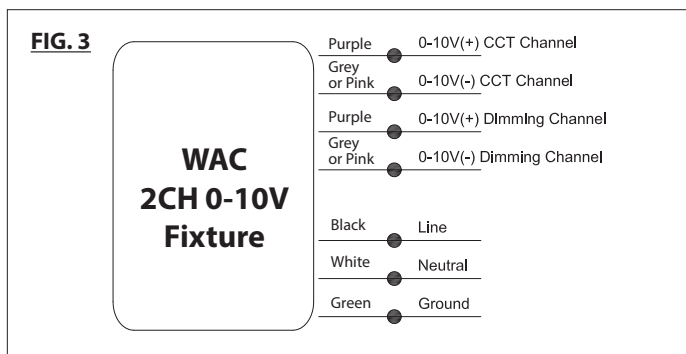 FIG. 3
WAC
2CH 0-10V
Fixture
Purple 0-10V(+) CCT Channel
Grey
or Pink 0-10V(-) CCT Channel
Purple 0-10V(+) DImming Channel
Grey
or Pink 0-10V(-) Dimming Channel
Black Line
White Neutral
Green Ground